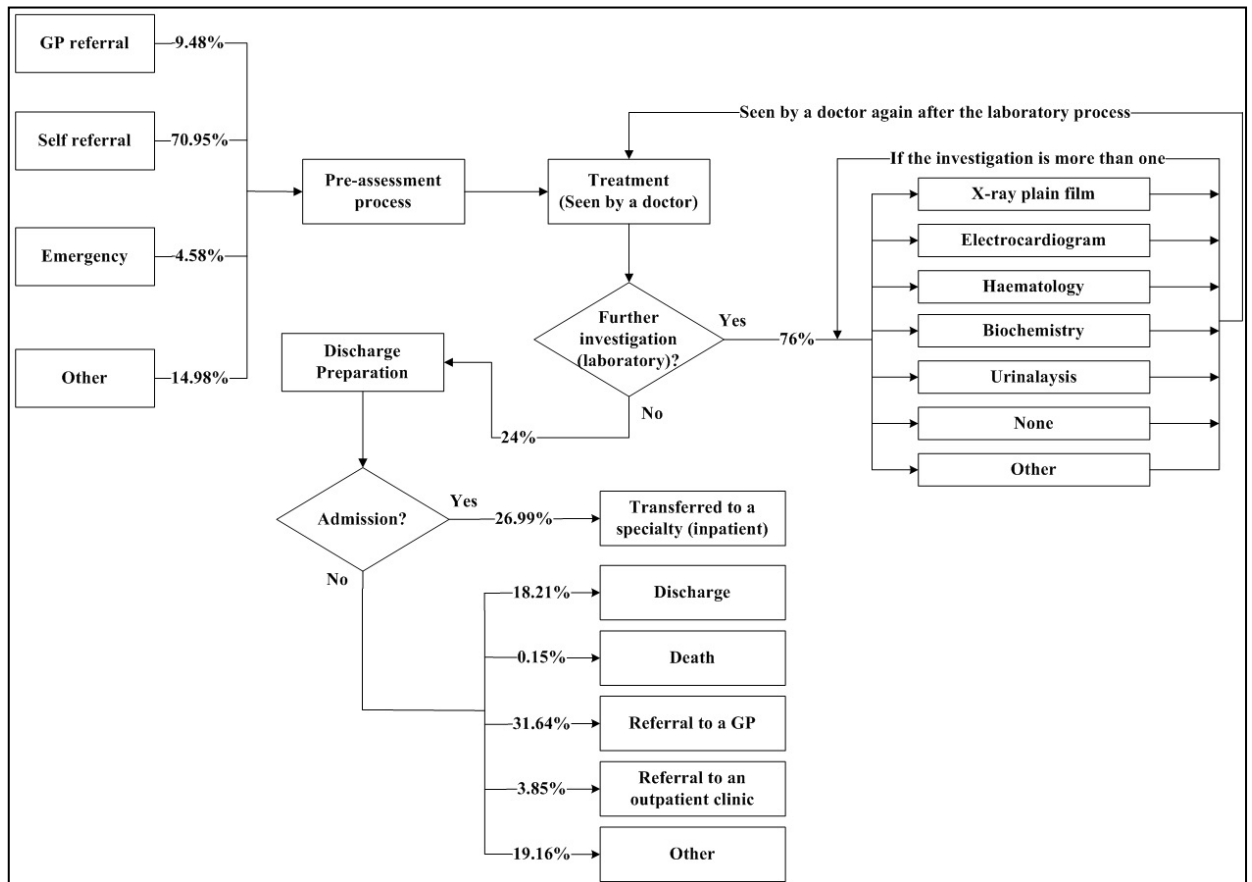 GP referral
9.48%
Self referral
70.95%
Emergency
4.58%
Other
14.98%
Pre-assessment
process
Treatment
(Seen by a doctor)
Seen by a doctor again after the laboratory process
If the investigation is more than one
Further
investigation
(laboratory)?
Yes
76%
No
24%
X-ray plain film
Electrocardiogram
Haematology
Biochemistry
Urinalaysis
None
Other
Discharge
Preparation
Admission?
Yes
26.99%
Transferred to a
specialty (inpatient)
No
18.21%
Discharge
0.15%
Death
31.64%
Referral to a GP
3.85%
Referral to an
outpatient clinic
19.16%
Other